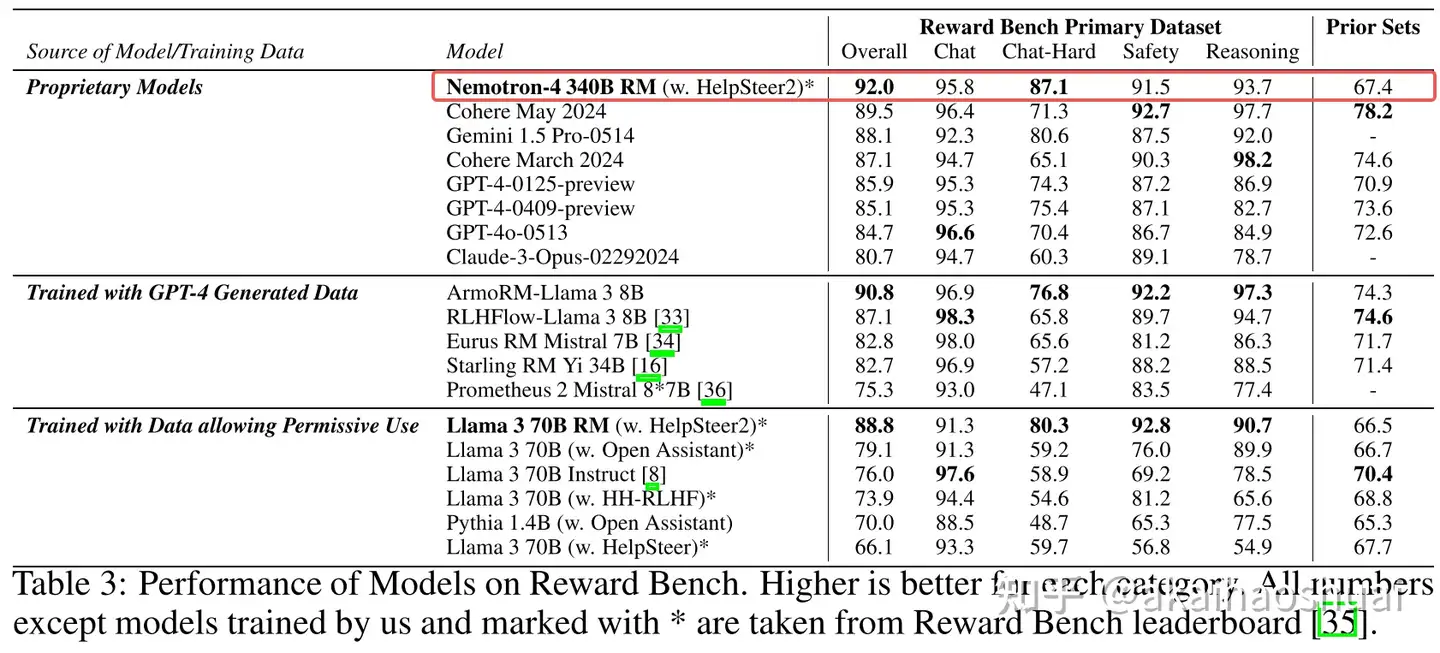 Reward Bench Primary Dataset Prior Sets
Source of Model/Training Data Model Overall Chat Chat-Hard Safety Reasoning
Proprietary Models Nemotron-4 340B RM (w. HelpSteer2)* 92.0 95.8 87.1 91.5 93.7 67.4
Cohere May 2024 89.5 96.4 71.3 92.7 97.7 78.2
Gemini 1.5 Pro-0514 88.1 92.3 80.6 87.5 92.0 -
Cohere March 2024 87.1 94.7 65.1 90.3 98.2 74.6
GPT-4-0125-preview 85.9 95.3 74.3 87.2 86.9 70.9
GPT-4-0409-preview 85.1 95.3 75.4 87.1 82.7 73.6
GPT-4o-0513 84.7 96.6 70.4 86.7 84.9 72.6
Claude-3-Opus-02292024 80.7 94.7 60.3 89.1 78.7 -
Trained with GPT-4 Generated Data ArmoRM-Llama 3 8B 90.8 96.9 76.8 92.2 97.3 74.3
RLHFlow-Llama 3 8B [33] 87.1 98.3 65.8 89.7 94.7 74.6
Eurus RM Mistral 7B [34] 82.8 98.0 65.6 81.2 86.3 71.7
Starling RM Yi 34B [16] 82.7 96.9 57.2 88.2 88.5 71.4
Prometheus 2 Mistral 8*7B [36] 75.3 93.0 47.1 83.5 77.4 -
Trained with Data allowing Permissive Use Llama 3 70B RM (w. HelpSteer2)* 88.8 91.3 80.3 92.8 90.7 66.5
Llama 3 70B (w. Open Assistant)* 79.1 91.3 59.2 76.0 89.9 66.7
Llama 3 70B Instruct [8] 76.0 97.6 58.9 69.2 78.5 70.4
Llama 3 70B (w. HH-RLHF)* 73.9 94.4 54.6 81.2 65.6 68.8
Pythia 1.4B (w. Open Assistant) 70.0 88.5 48.7 65.3 77.5 65.3
Llama 3 70B (w. HelpSteer)* 66.1 93.3 59.7 56.8 54.9 67.7
Table 3: Performance of Models on Reward Bench. Higher is better for each category. All numbers
except models trained by us and marked with * are taken from Reward Bench leaderboard [35].
知乎 @akaihaoshuai